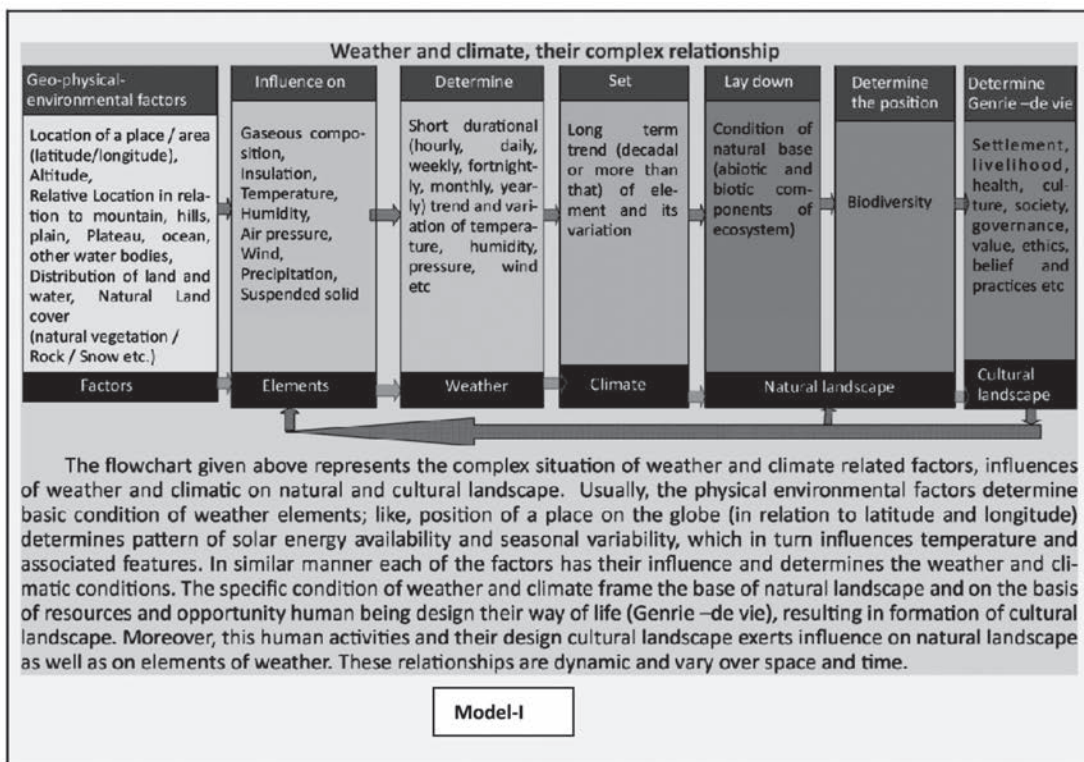 Weather and climate, their complex relationship
Geo-physical-
environmental factors
Location of a place / area
(latitude/longitude),
Altitude,
Relative Location in re-
lation to mountain, hills,
plain, Plateau, ocean,
other water bodies,
Distribution of land and
water, Natural Land
cover
(natural vegetation /
Rock / Snow etc.)
Factors
Influence on
Gaseous compo-
sition,
Insulation,
Temperature,
Humidity,
Air pressure,
Wind,
Precipitation,
Suspended solid
Elements
Determine
Short durational
(hourly, daily,
weekly, fortnight-
ly, monthly, year-
ly) trend and vari-
ation of tempera-
ture, humidity,
pressure, wind
etc
Weather
Set
Long term
trend (decadal
or more than
that) of ele-
ment and its
variation
Climate
Lay down
Condition of
natural base
(abiotic and
biotic com-
ponents of
ecosystem)
Determine
the position
Biodiversity
Natural landscape
Determine
Genrie –de vie
Settlement,
livelihood,
health, cul-
ture, society,
governance,
value, ethics,
belief and
practices etc
Cultural
landscape
The flowchart given above represents the complex situation of weather and climate related factors, influences
of weather and climatic on natural and cultural landscape. Usually, the physical environmental factors determine
basic condition of weather elements; like, position of a place on the globe (in relation to latitude and longitude)
determines pattern of solar energy availability and seasonal variability, which in turn influences temperature and
associated features. In similar manner each of the factors has their influence and determines the weather and cli-
matic conditions. The specific condition of weather and climate frame the base of natural landscape and on the basis
of resources and opportunity human being design their way of life (Genrie –de vie), resulting in formation of cultural
landscape. Moreover, this human activities and their design cultural landscape exerts influence on natural landscape
as well as on elements of weather. These relationships are dynamic and vary over space and time.
Model-I